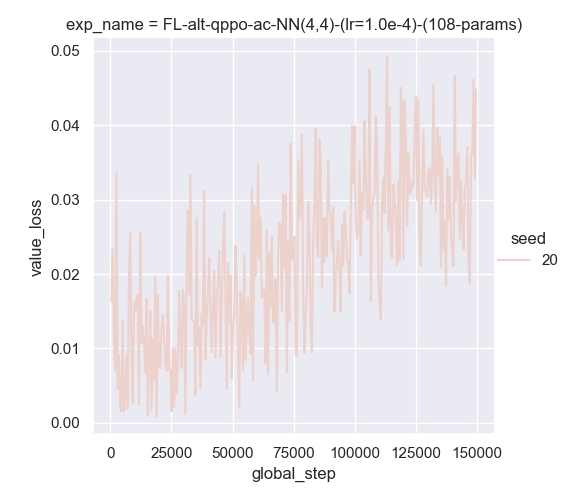 exp_name = FL-alt-qppo-ac-NN(4,4)-(lr=1.0e-4)-(108-params)
0.05
0.04
0.03
0.02
0.01
0.00
value_loss
0 25000 50000 75000 100000 125000 150000
global_step
seed
20